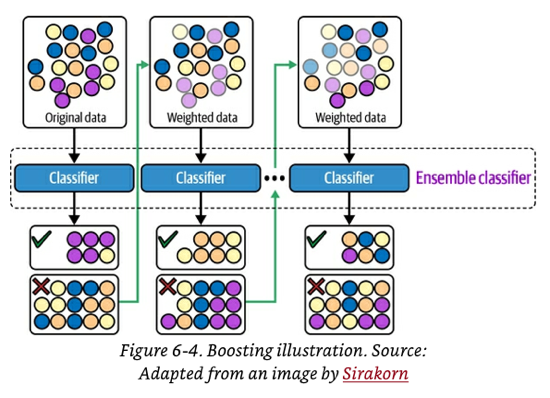 Original data
Weighted data
Weighted data
Classifier
Classifier
•••
Classifier
Ensemble classifier
Figure 6-4. Boosting illustration. Source:
Adapted from an image by Sirakorn